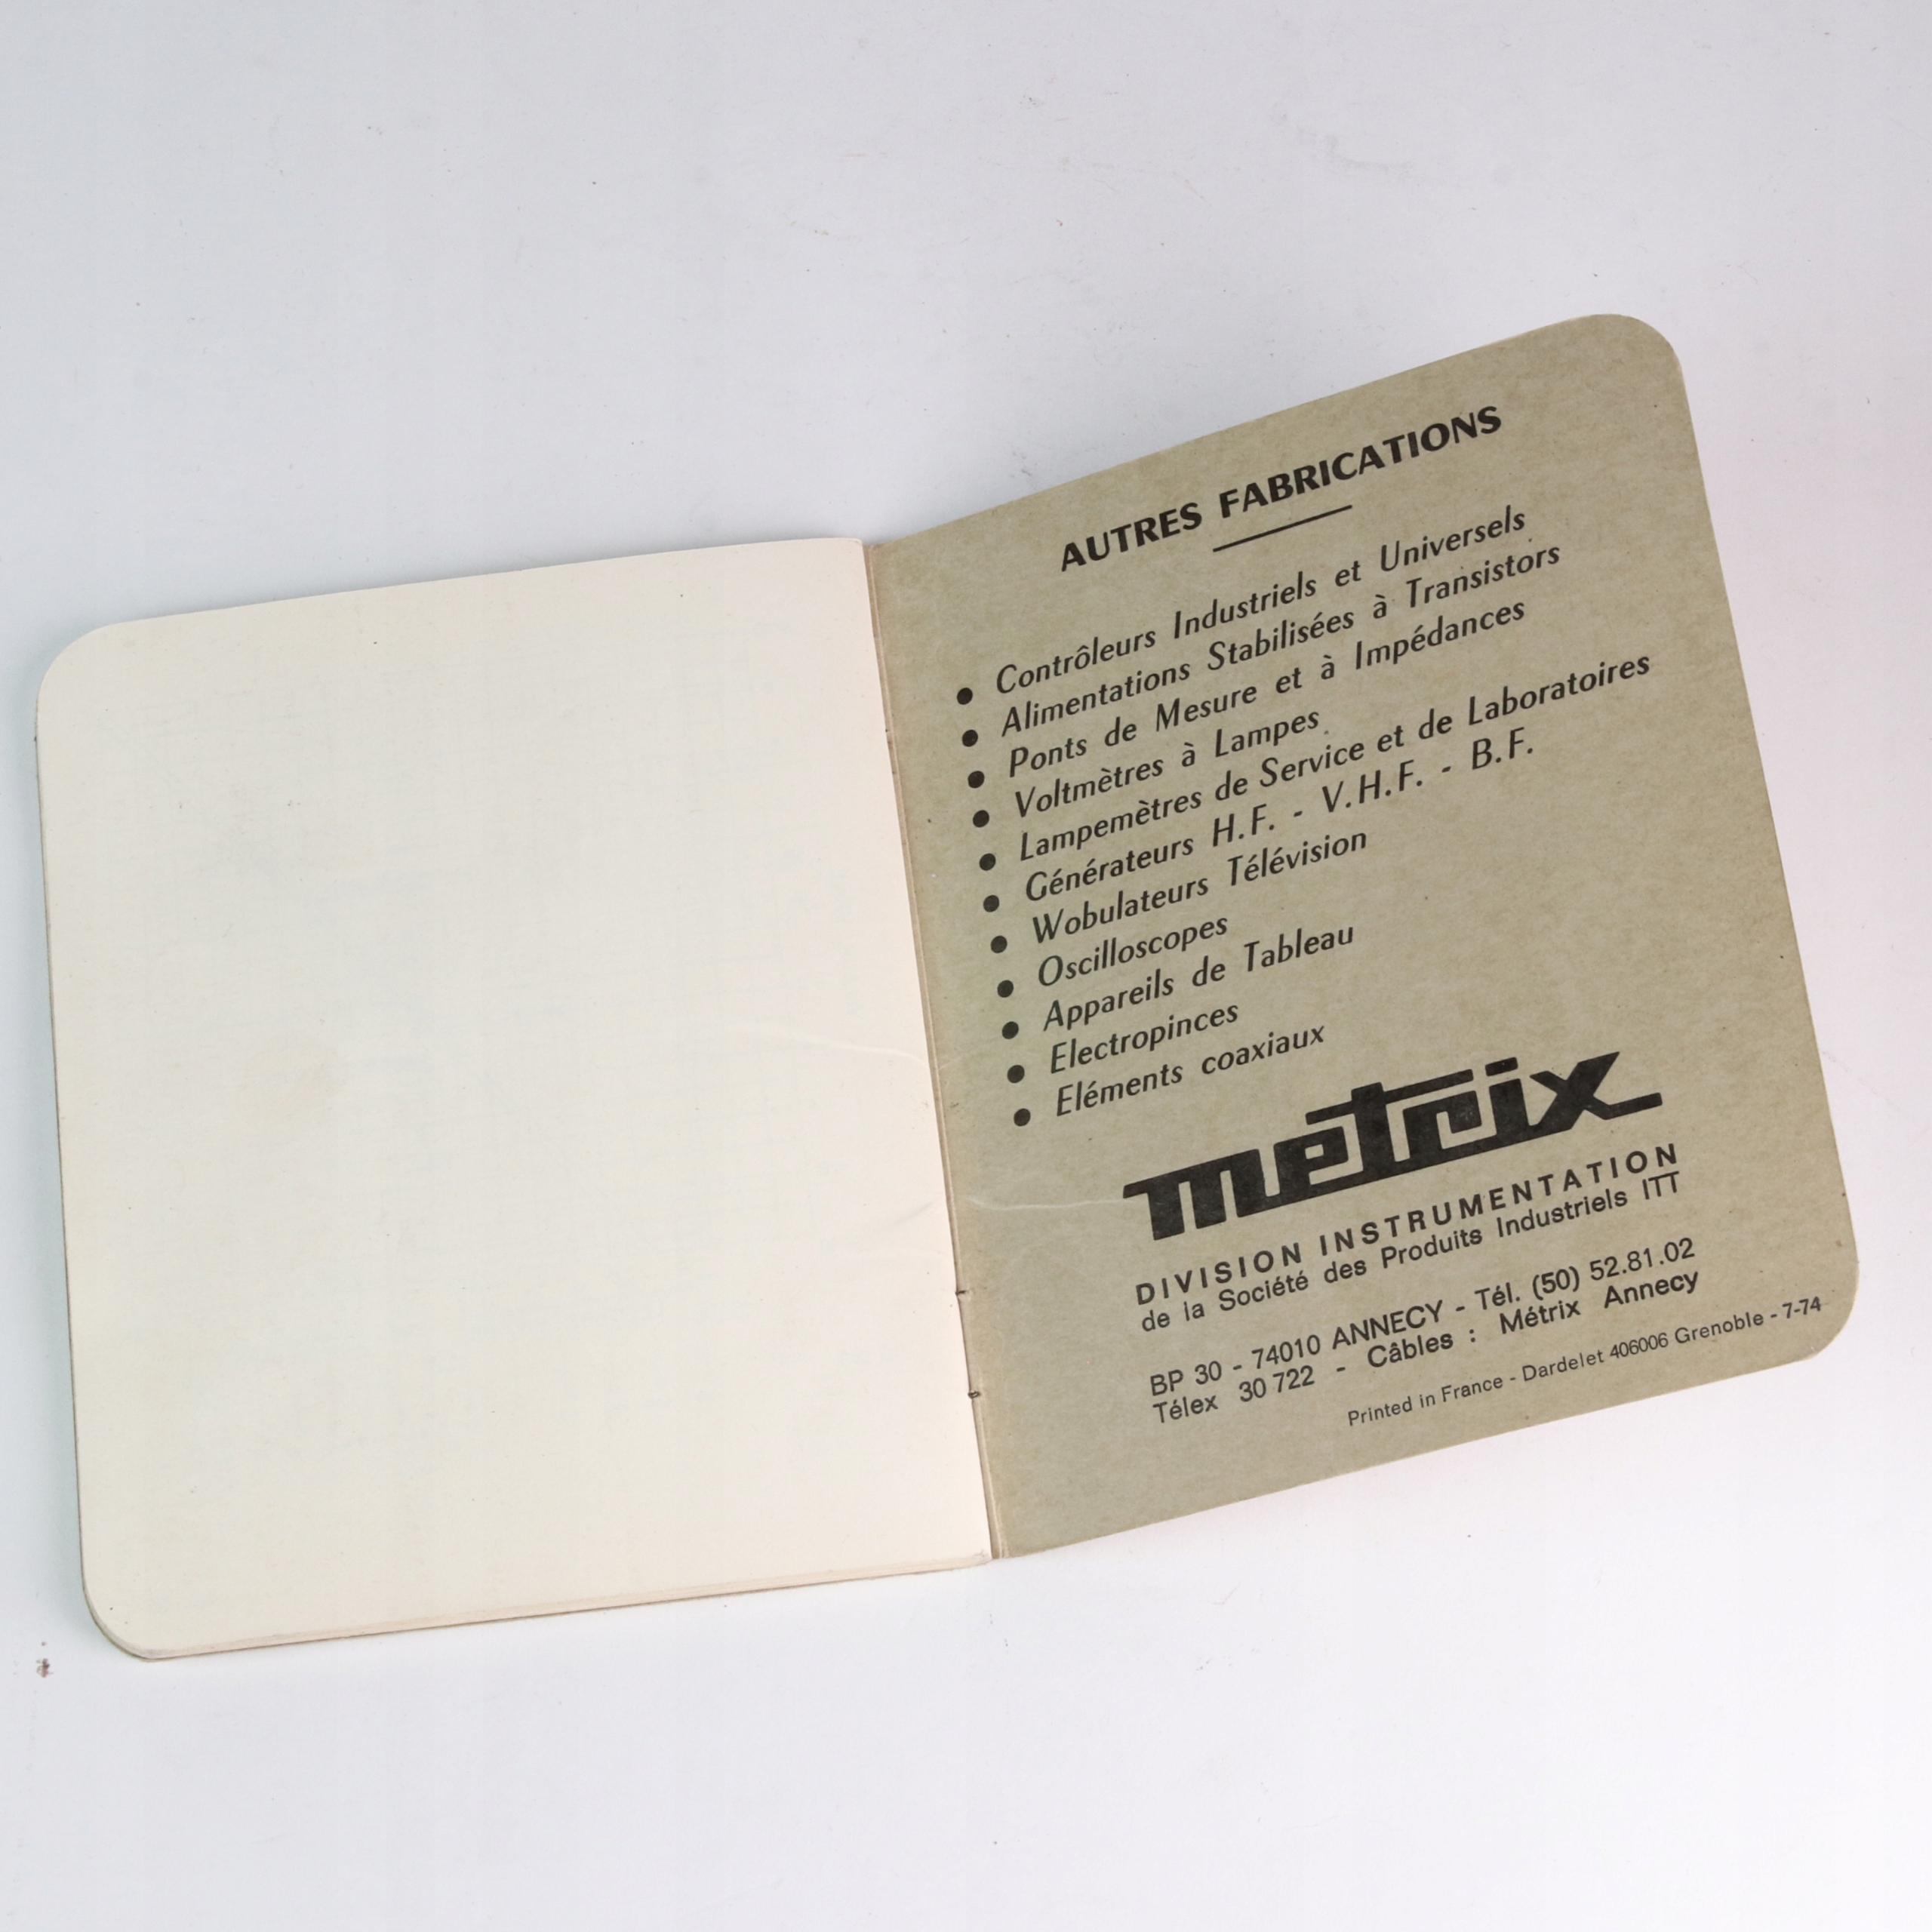 AUTRES FABRICATIONS
● Contrôleurs Industriels et Universels
● Alimentations Stabilisées à Transistors
● Ponts de Mesure et à Impédances
● Voltmètres à Lampes
● Lampemètres de Service et de Laboratoires
● Générateurs H.F. - V.H.F. - B.F.
● Wobulateurs Télévision
● Oscilloscopes
● Appareils de Tableau
● Electropinces
● Eléments coaxiaux
metrix
DIVISION INSTRUMENTATION
de la Société des Produits Industriels ITT
BP 30 - 74010 ANNECY - Tél. (50) 52.81.02
Télex 30 722 - Câbles : Métrix Annecy
Printed in France - Dardelet 406006 Grenoble - 7-74